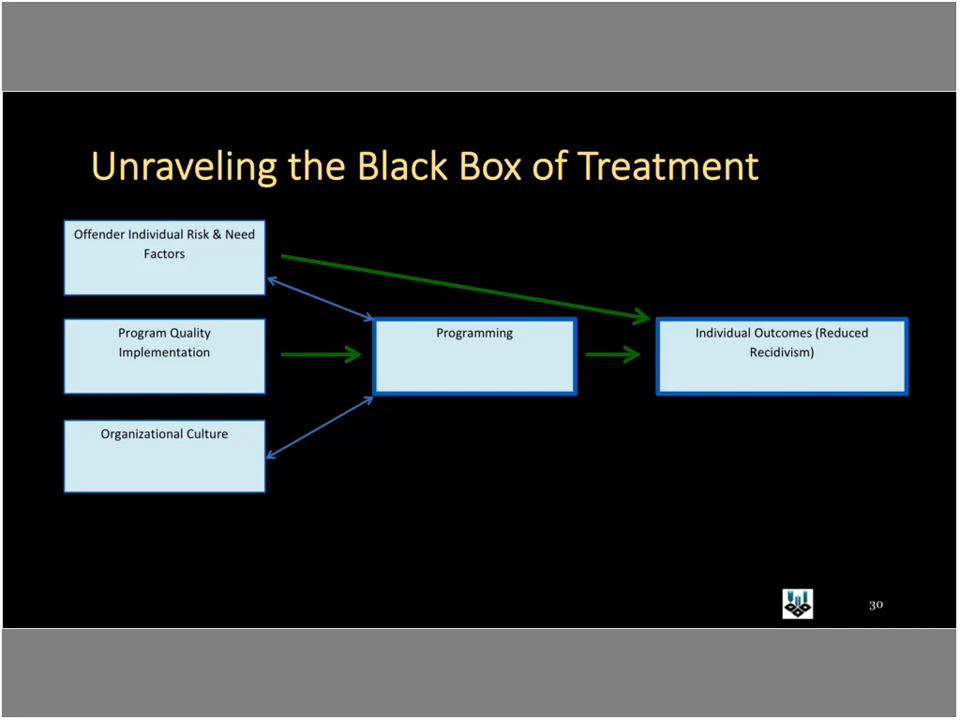 Unraveling the Black Box of Treatment
Offender Individual Risk & Need
Factors
Program Quality
Implementation
Programming
Individual Outcomes (Reduced
Recidivism)
Organizational Culture
30